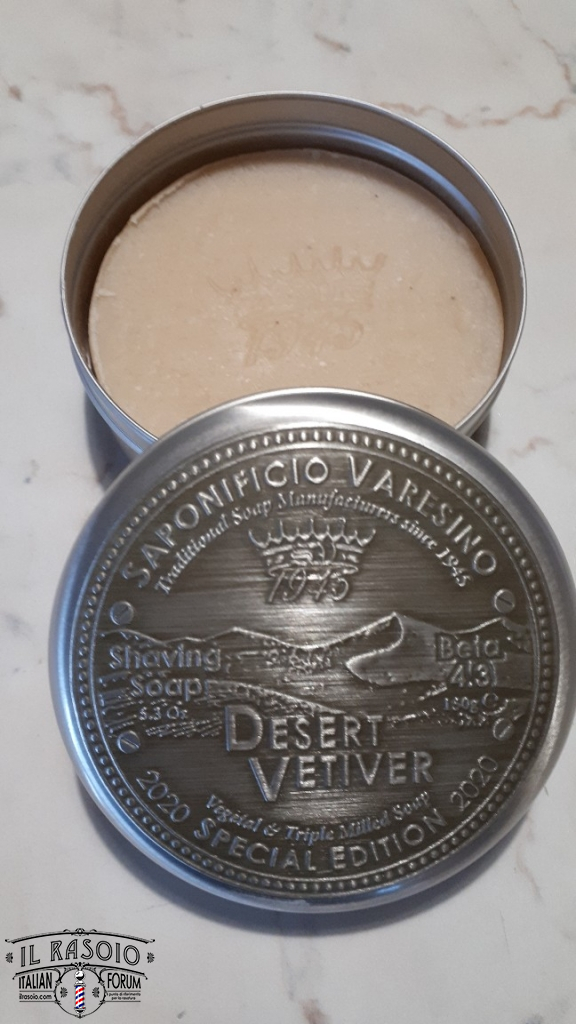 1945
SAPONIFICIO VARESINO
Traditional Soap Manufacturers since 1945
1945
Shaving
Soap
5.3 Oz
Beta
4.3
150g ℮
DESERT
VETIVER
Vegetal & Triple Milled Soap
2020 SPECIAL EDITION 2020
IL RASOIO
ITALIAN FORUM
ilrasoio.com